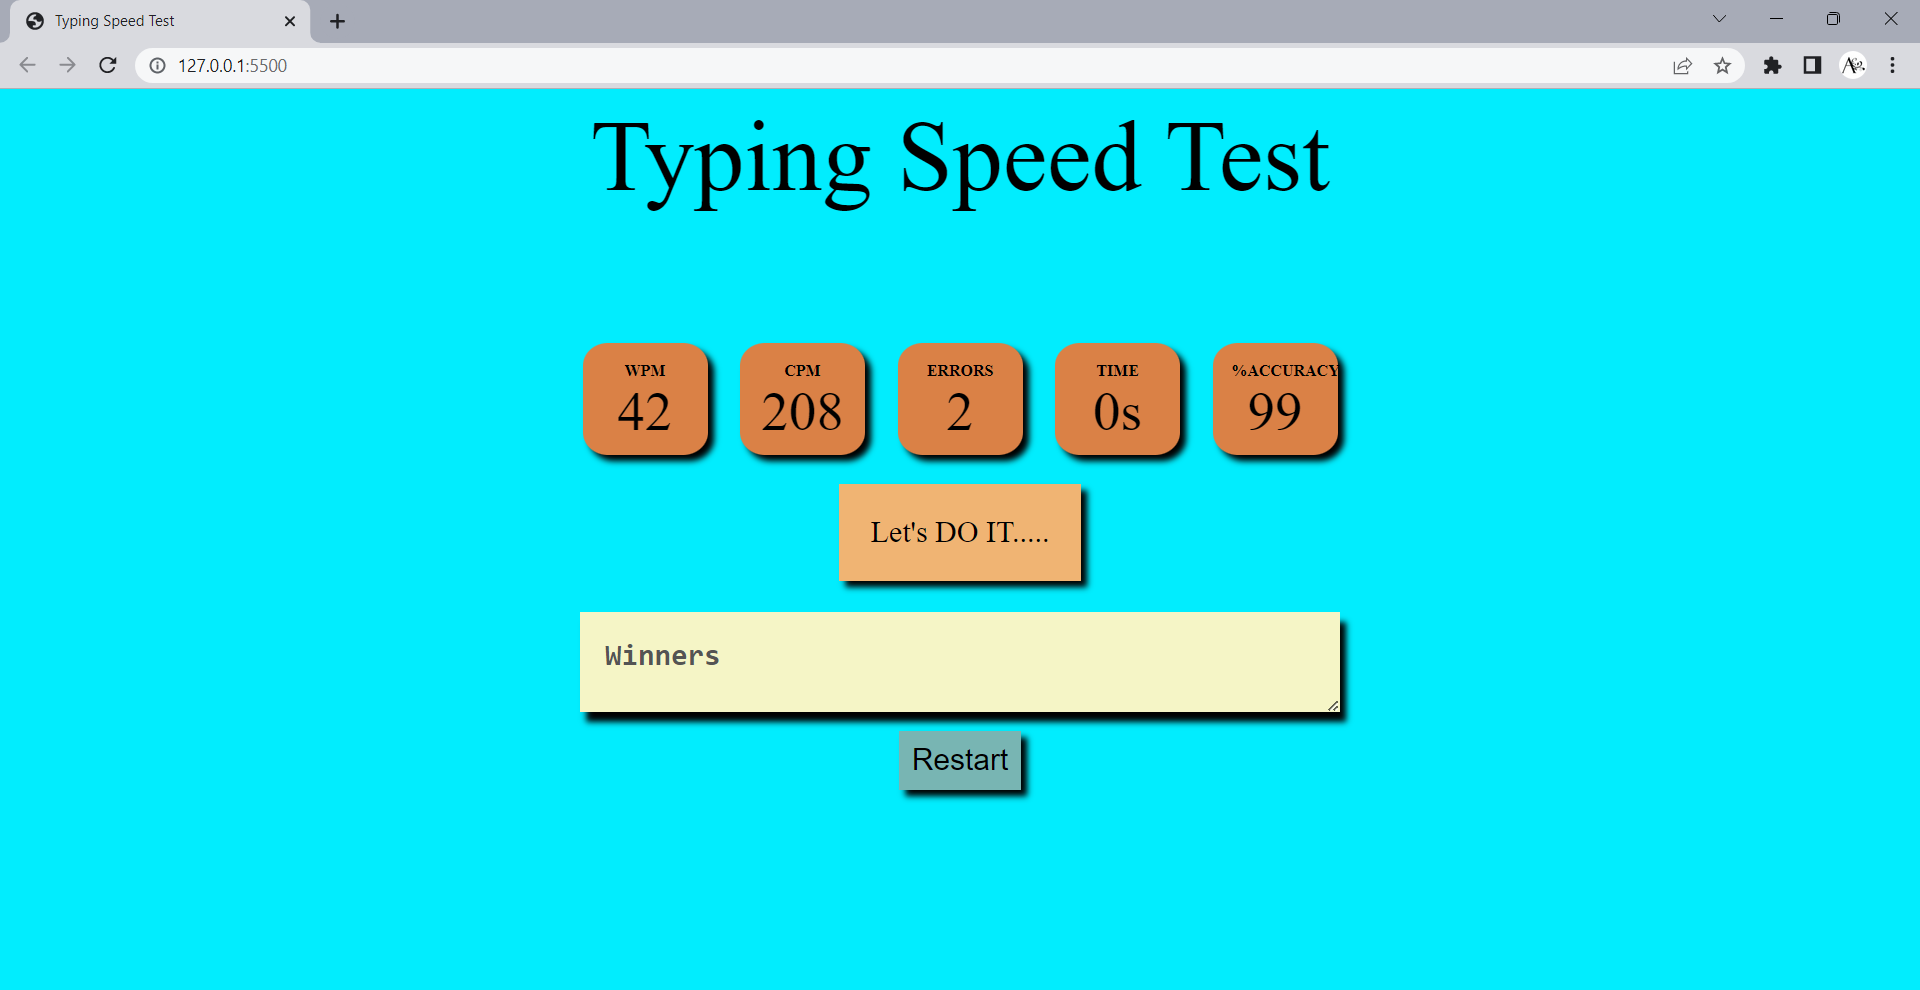 Typing Speed Test
127.0.0.1:5500
Typing Speed Test
WPM CPM ERRORS TIME %ACCURACY
42 208 2 0s 99
Let's DO IT.....
Winners
Restart